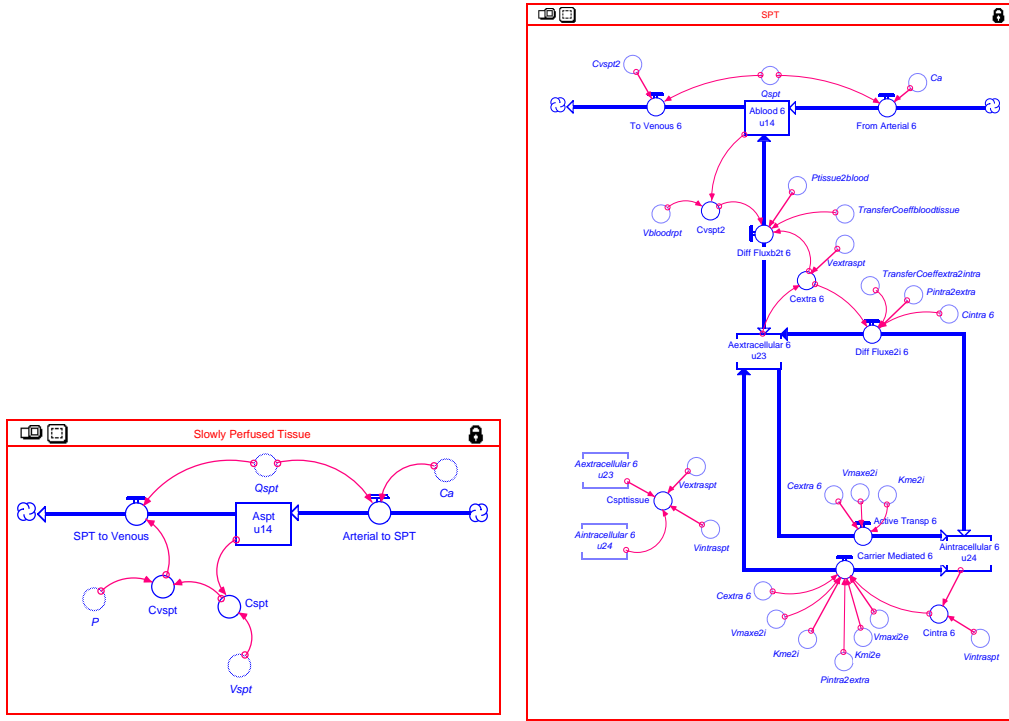 Slowly Perfused Tissue
Qspt
Ca
SPT to Venous
Aspt
u14
Arterial to SPT
P
Cvspt
Cspt
Vspt
SPT
Cvspt2
Qspt
Ca
To Venous 6
Ablood 6
u14
From Arterial 6
Ptissue2blood
TransferCoeffbloodtissue
Vbloodrpt
Cvspt2
Diff Fluxb2t 6
Vextraspt
TransferCoeffextra2intra
Cextra 6
Pintra2extra
Cintra 6
Aextracellular 6
u23
Diff Fluxe2i 6
Aextracellular 6
u23
Vextraspt
Cspttissue
Aintracellular 6
u24
Vintraspt
Vmaxe2i
Cextra 6
Kme2i
Active Transp 6
Aintracellular 6
u24
Carrier Mediated 6
Cextra 6
Vmaxe2i
Kme2i
Pintra2extra
Kmi2e
Vmaxi2e
Cintra 6
Vintraspt